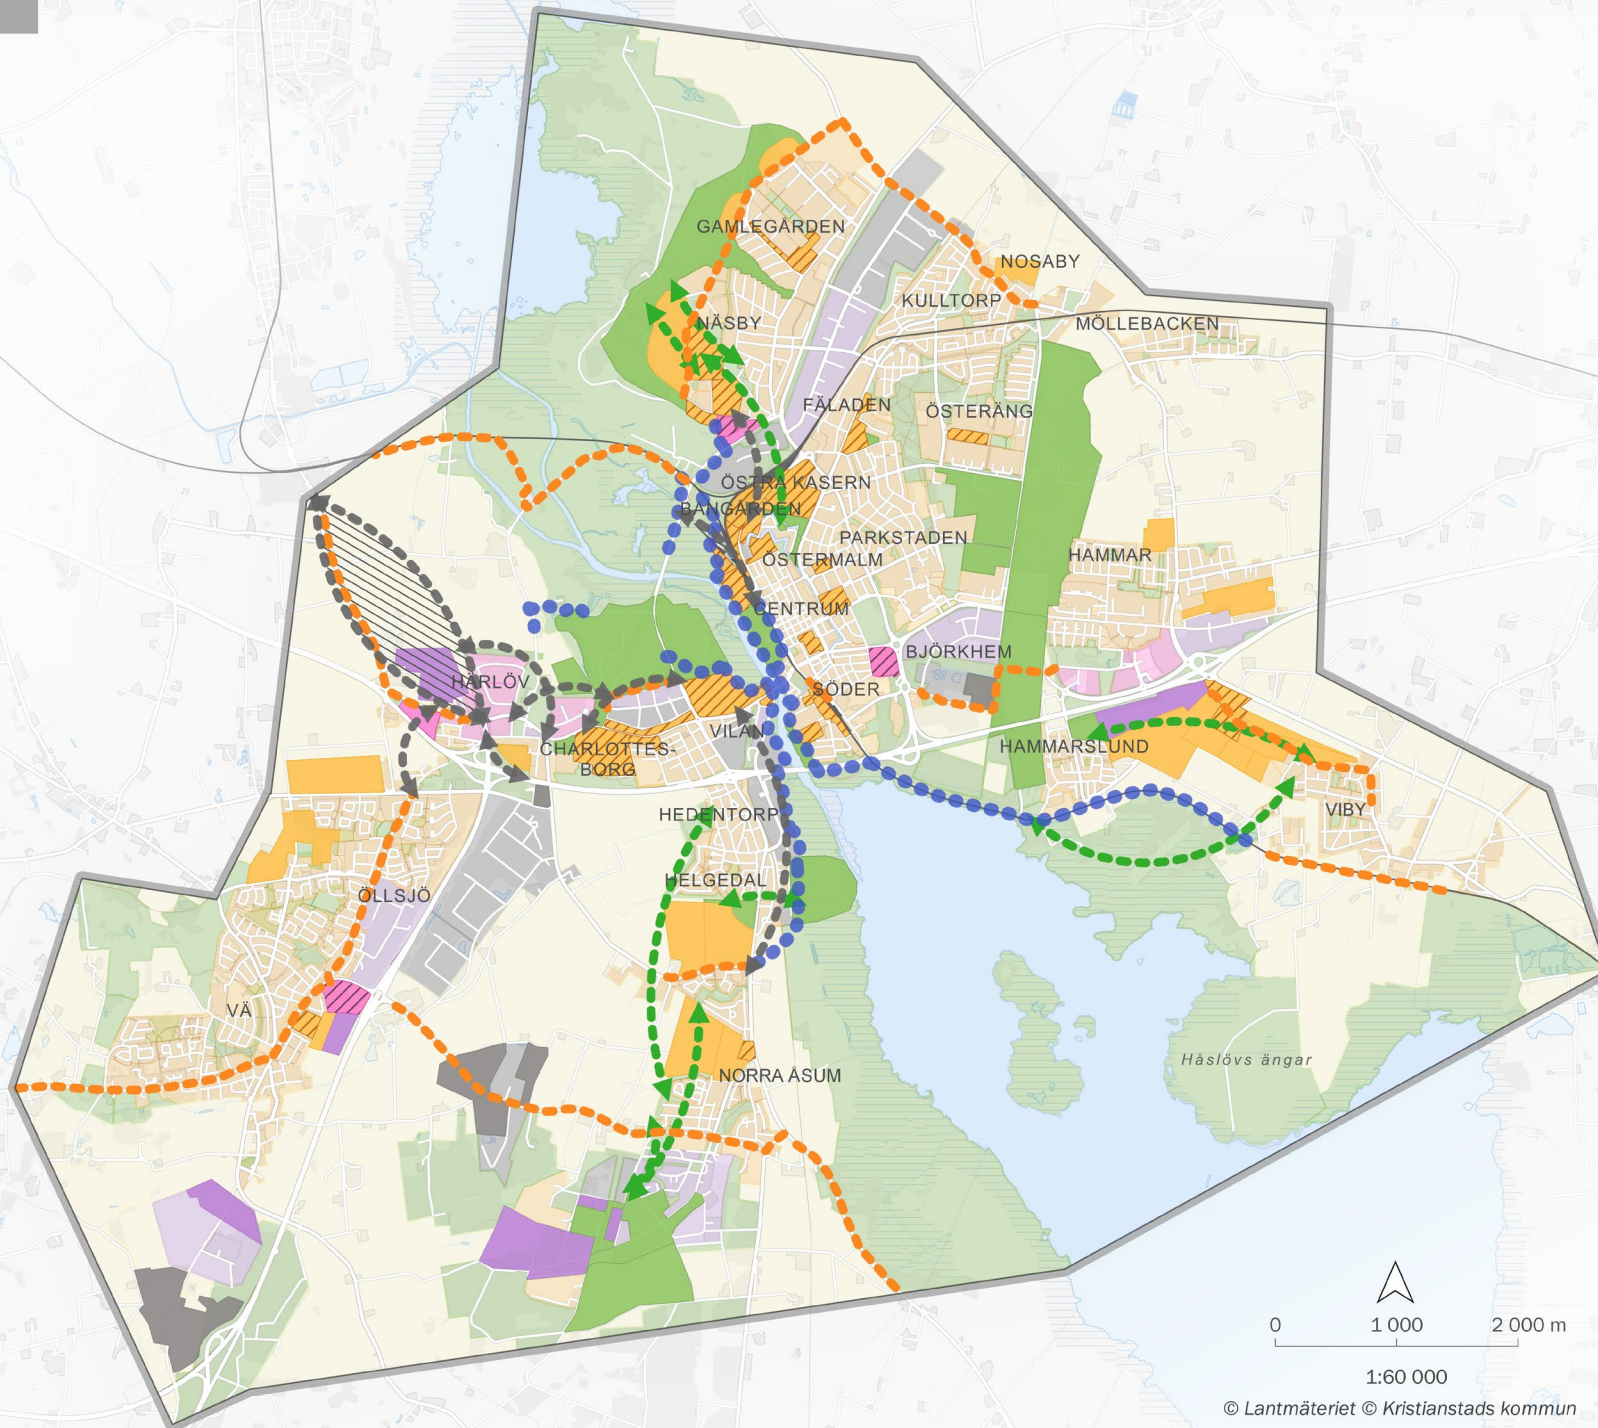 GAMLEGÅRDEN
NOSABY
KULLTORP
NÄSBY
MÖLLEBACKEN
FÄLADEN
ÖSTERÄNG
ÖSTRA KASERN
BANGÅRDEN
PARKSTADEN
ÖSTERMALM
HAMMAR
CENTRUM
BJÖRKHEM
HÄRLÖV
SÖDER
VILAN
CHARLOTTES-
BORG
HAMMARSLUND
VIBY
HEDENTORP
HELGEDAL
ÖLLSJÖ
VÄ
Håslövs ängar
NORRA ÅSUM
0 1 000 2 000 m
1:60 000
© Lantmäteriet © Kristianstads kommun